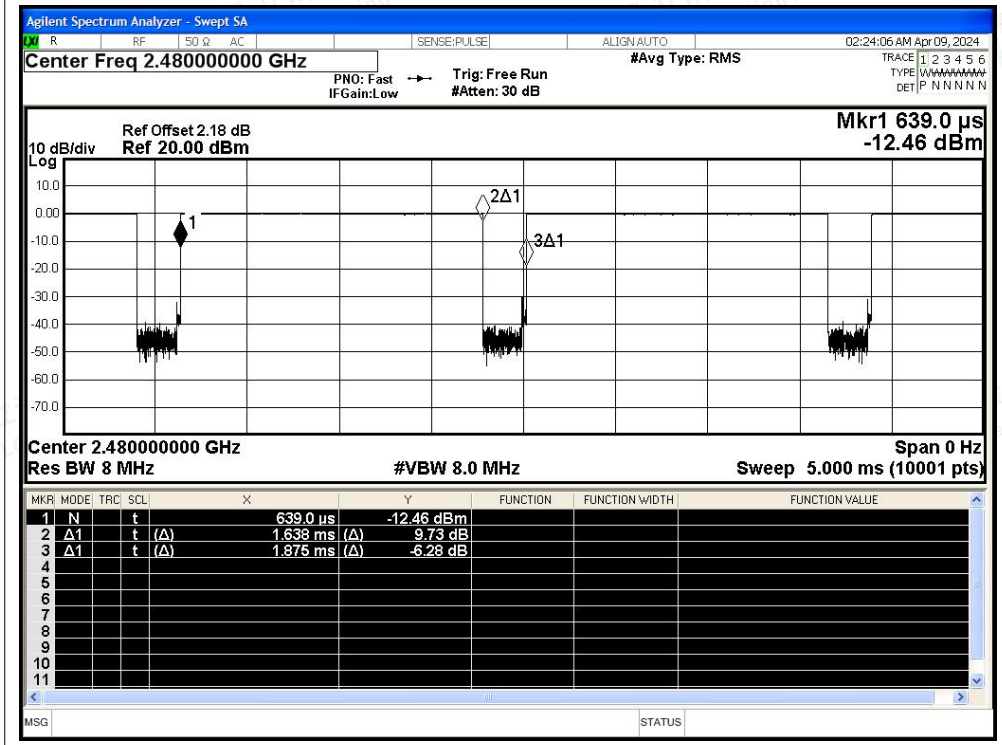 Agilent Spectrum Analyzer - Swept SA
LXI R RF 50 Ω AC SENSE:PULSE ALIGN AUTO 02:24:06 AM Apr 09, 2024
Center Freq 2.480000000 GHz #Avg Type: RMS TRACE 1 2 3 4 5 6
PNO: Fast Trig: Free Run TYPE
IFGain:Low #Atten: 30 dB DET P N N N N N
Mkr1 639.0 µs
Ref Offset 2.18 dB
10 dB/div Ref 20.00 dBm -12.46 dBm
Log
10.0
2Δ1
0.00
1
-10.0
3Δ1
-20.0
-30.0
-40.0
-50.0
-60.0
-70.0
Center 2.480000000 GHz Span 0 Hz
Res BW 8 MHz #VBW 8.0 MHz Sweep 5.000 ms (10001 pts)
MKR MODE TRC SCL X Y FUNCTION FUNCTION WIDTH FUNCTION VALUE
1 N t 639.0 µs -12.46 dBm
2 Δ1 t (Δ) 1.638 ms (Δ) 9.73 dB
3 Δ1 t (Δ) 1.875 ms (Δ) -6.28 dB
4
5
6
7
8
9
10
11
MSG STATUS